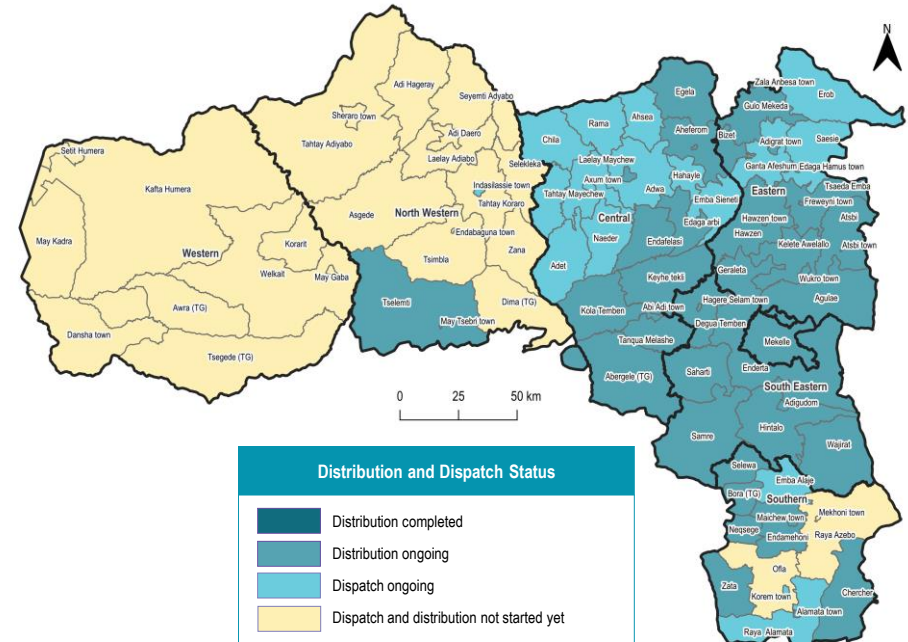 N
Zala Anbesa town
Erob
Gulo Mekeda
Egela
Adi Hageray
Seyemti Adyabo
Sheraro town
Ahsea
Rama
Aheferom
Bizet
Adi Daero
Chila
Adigrat town
Saesie
Tahtay Adiyabo
Setit Humera
Laelay Adiabo
Selekleka
Laelay Maychew
Ganta Afeshum
Edaga Hamus town
Hahayle
Axum town
Indasilassie town
Kafta Humera
Adwa
Tsaeda Emba
Tahtay Mayechew
Eastern
Tahtay Koraro
Emba Sieneti
Freweyni town
Asgede
North Western
Central
Hawzen town
Atsbi
Edaga arbi
Endabaguna town
Hawzen
May Kadra
Korarit
Naeder
Endafelasi
Kelete Awelallo
Atsbi town
Western
Zana
Tsimbla
Adet
Geraleta
Welkait
May Gaba
Keyhe tekli
Wukro town
Dima (TG)
Tselemti
Hagere Selam town
Agulae
Awra (TG)
Kola Temben
Abi Adi town
May Tsebri town
Degua Temben
Dansha town
Tanqua Melashe
Mekelle
Tsegede (TG)
Enderta
Saharti
Abergele (TG)
South Eastern
0 25 50 km
Adigudom
Hintalo
Samre
Wajirat
Selewa
Emba Alaje
Bora (TG)
Southern
Mekhoni town
Maichew town
Neqsege
Endamehoni
Raya Azebo
Ofla
Zata
Korem town
Chercher
Alamata town
Raya Alamata
Distribution and Dispatch Status
Distribution completed
Distribution ongoing
Dispatch ongoing
Dispatch and distribution not started yet